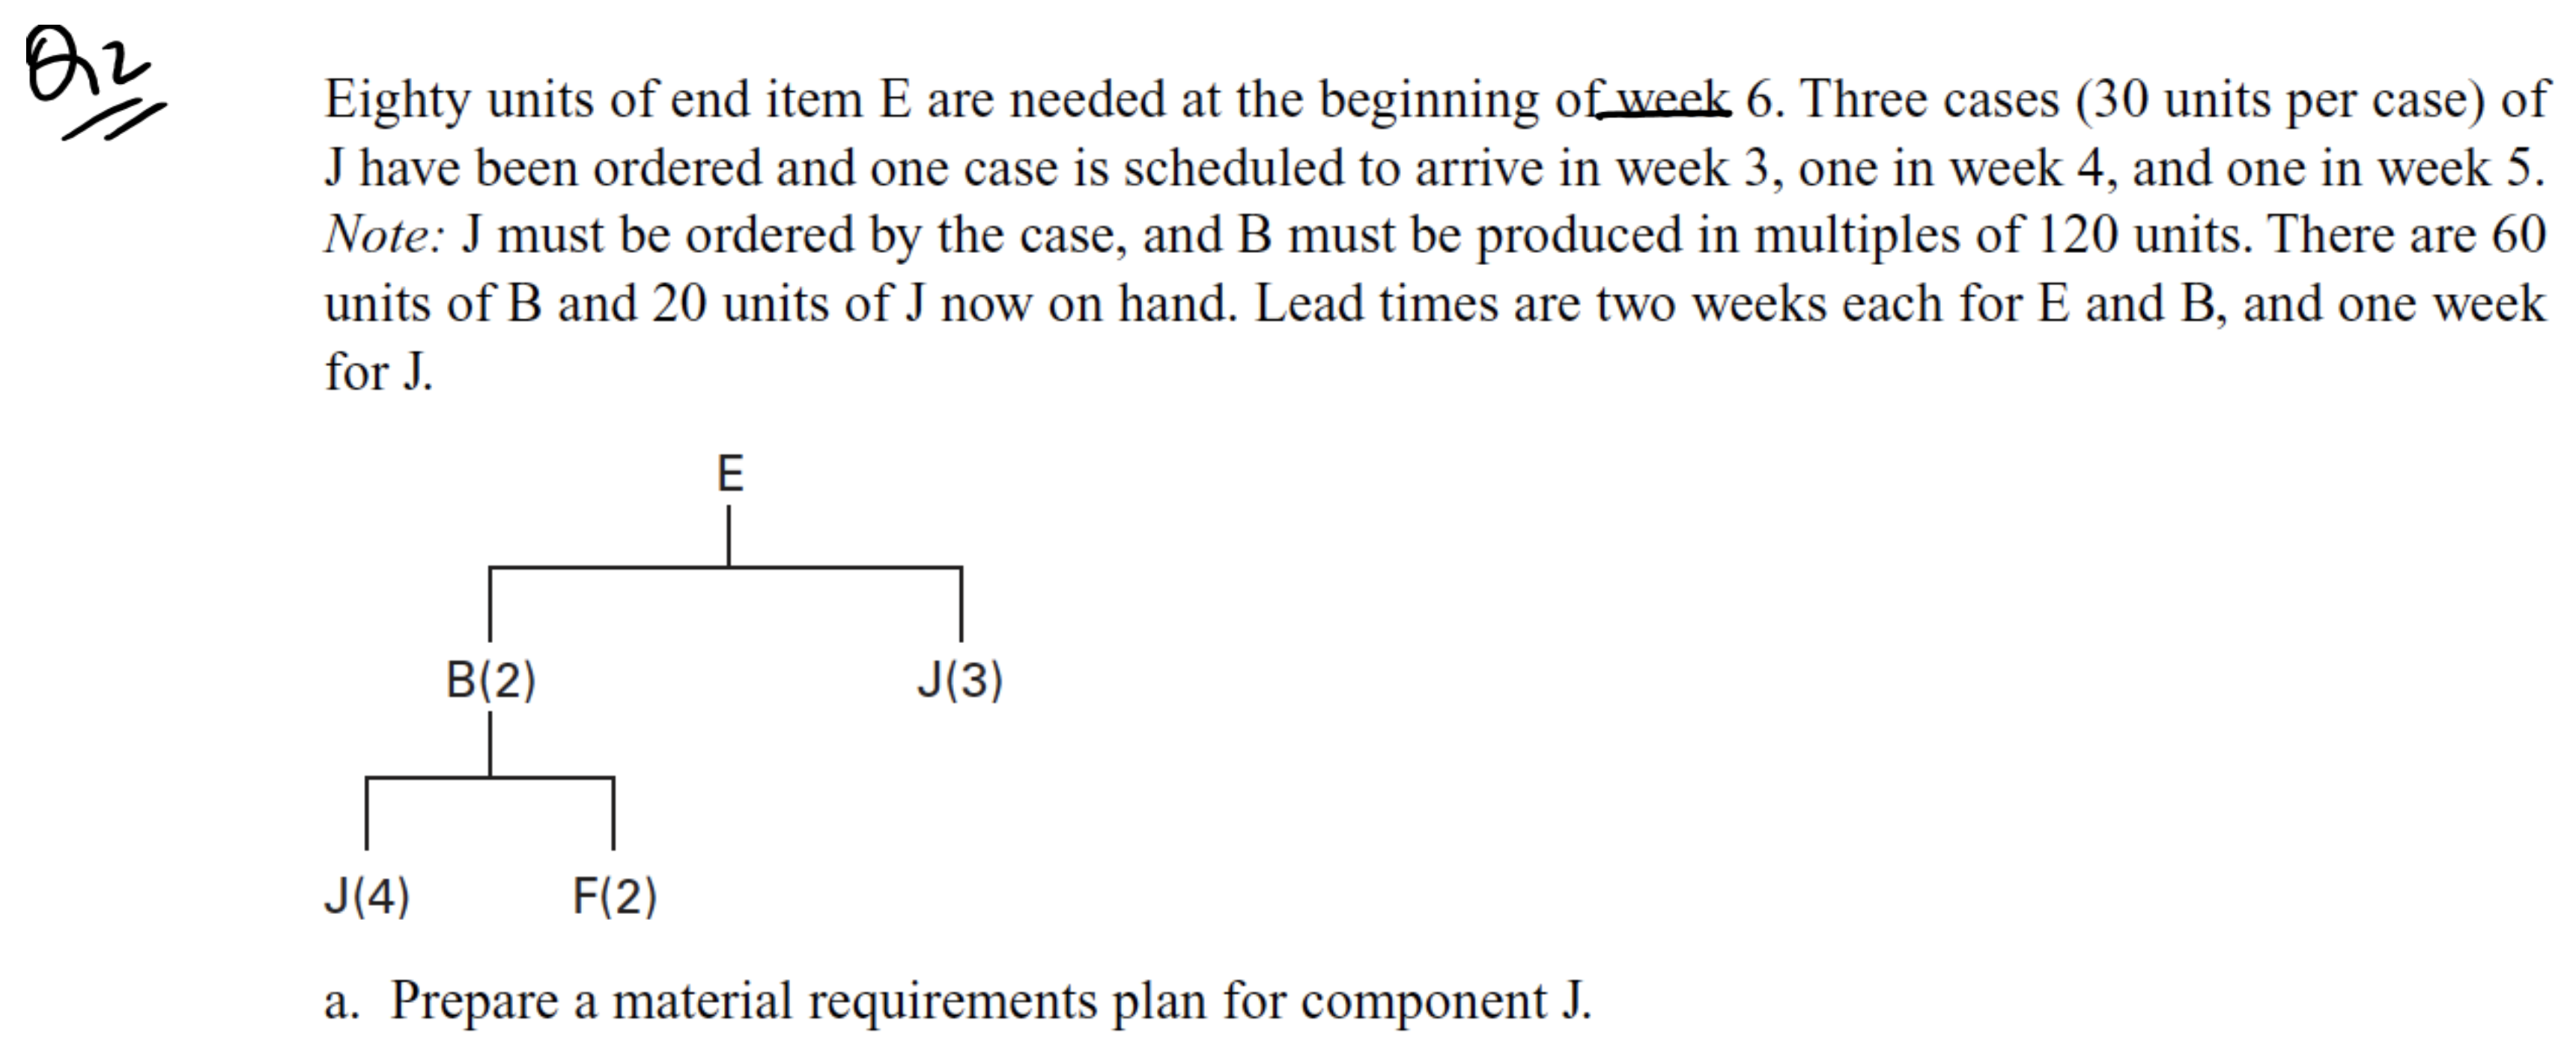 Q2
Eighty units of end item E are needed at the beginning of week 6. Three cases (30 units per case) of
J have been ordered and one case is scheduled to arrive in week 3, one in week 4, and one in week 5.
Note: J must be ordered by the case, and B must be produced in multiples of 120 units. There are 60
units of B and 20 units of J now on hand. Lead times are two weeks each for E and B, and one week
for J.
E
B(2) J(3)
J(4) F(2)
a. Prepare a material requirements plan for component J.